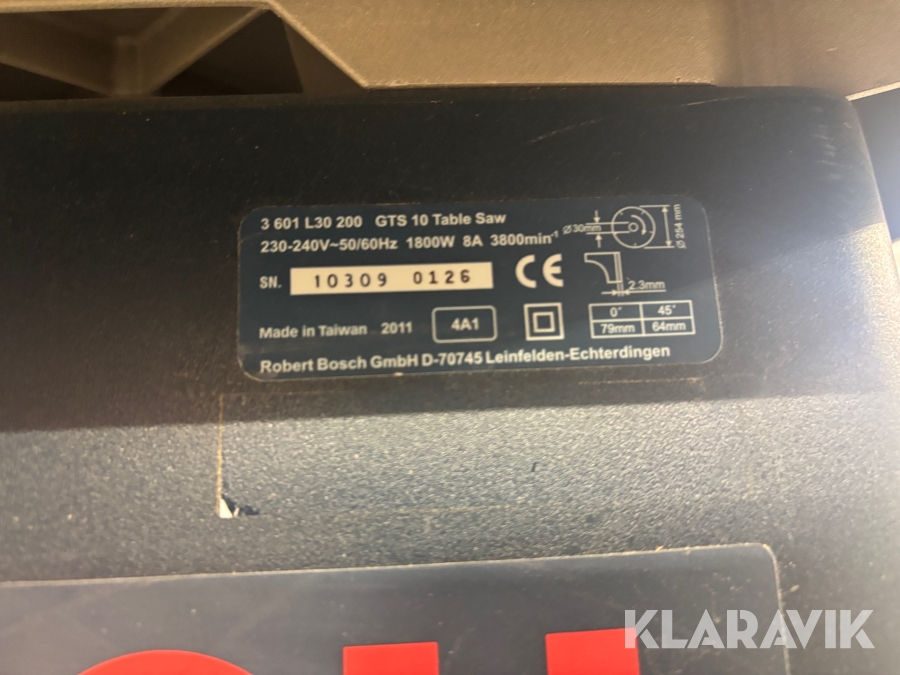 3 601 L30 200 GTS 10 Table Saw
230-240V~50/60Hz 1800W 8A 3800min⁻¹
Ø30mm
Ø 254 mm
SN. 10309 0126
CE
2.3mm
0° 45°
79mm 64mm
Made in Taiwan 2011 4A1
Robert Bosch GmbH D-70745 Leinfelden-Echterdingen
KLARAVIK